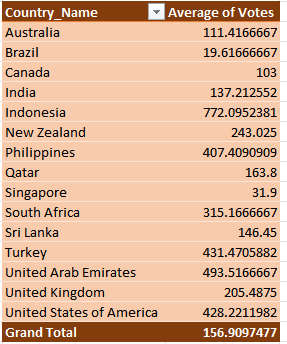 Country_Name Average of Votes
Australia 111.4166667
Brazil 19.61666667
Canada 103
India 137.212552
Indonesia 772.0952381
New Zealand 243.025
Philippines 407.4090909
Qatar 163.8
Singapore 31.9
South Africa 315.1666667
Sri Lanka 146.45
Turkey 431.4705882
United Arab Emirates 493.5166667
United Kingdom 205.4875
United States of America 428.2211982
Grand Total 156.9097477